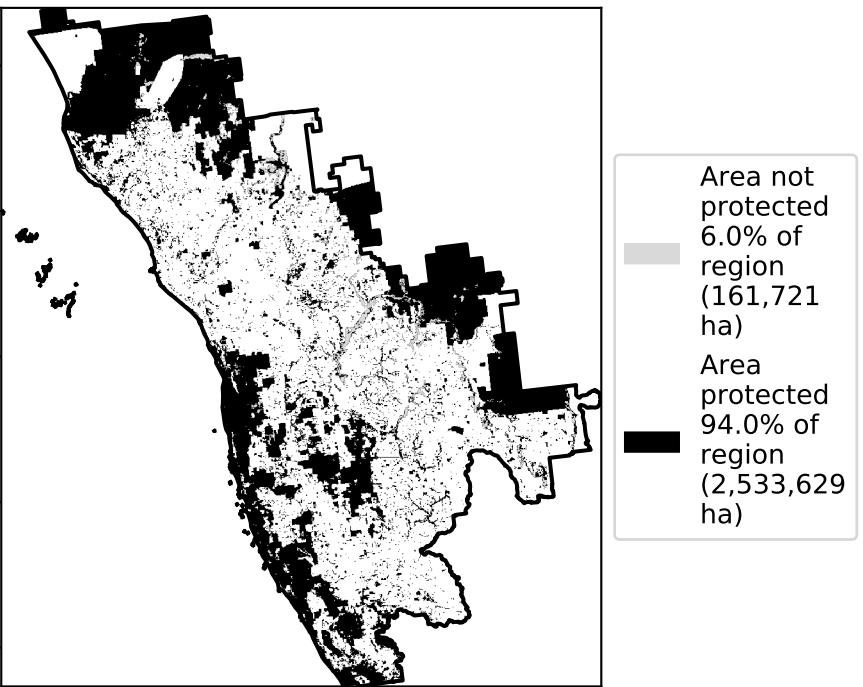 Area not
protected
6.0% of
region
(161,721
ha)
Area
protected
94.0% of
region
(2,533,629
ha)